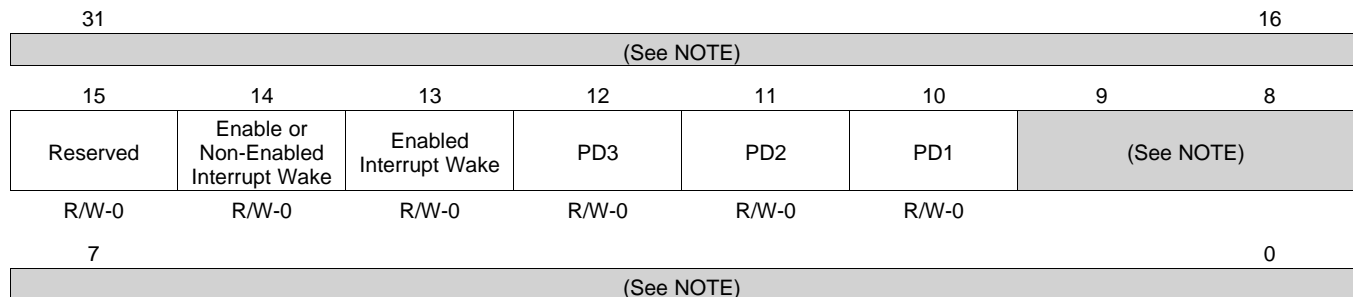 31 16
(See NOTE)
15 14 13 12 11 10 9 8
Reserved
Enable or
Non-Enabled
Interrupt Wake
Enabled
Interrupt Wake
PD3
PD2
PD1
(See NOTE)
R/W-0 R/W-0 R/W-0 R/W-0 R/W-0 R/W-0
7 0
(See NOTE)